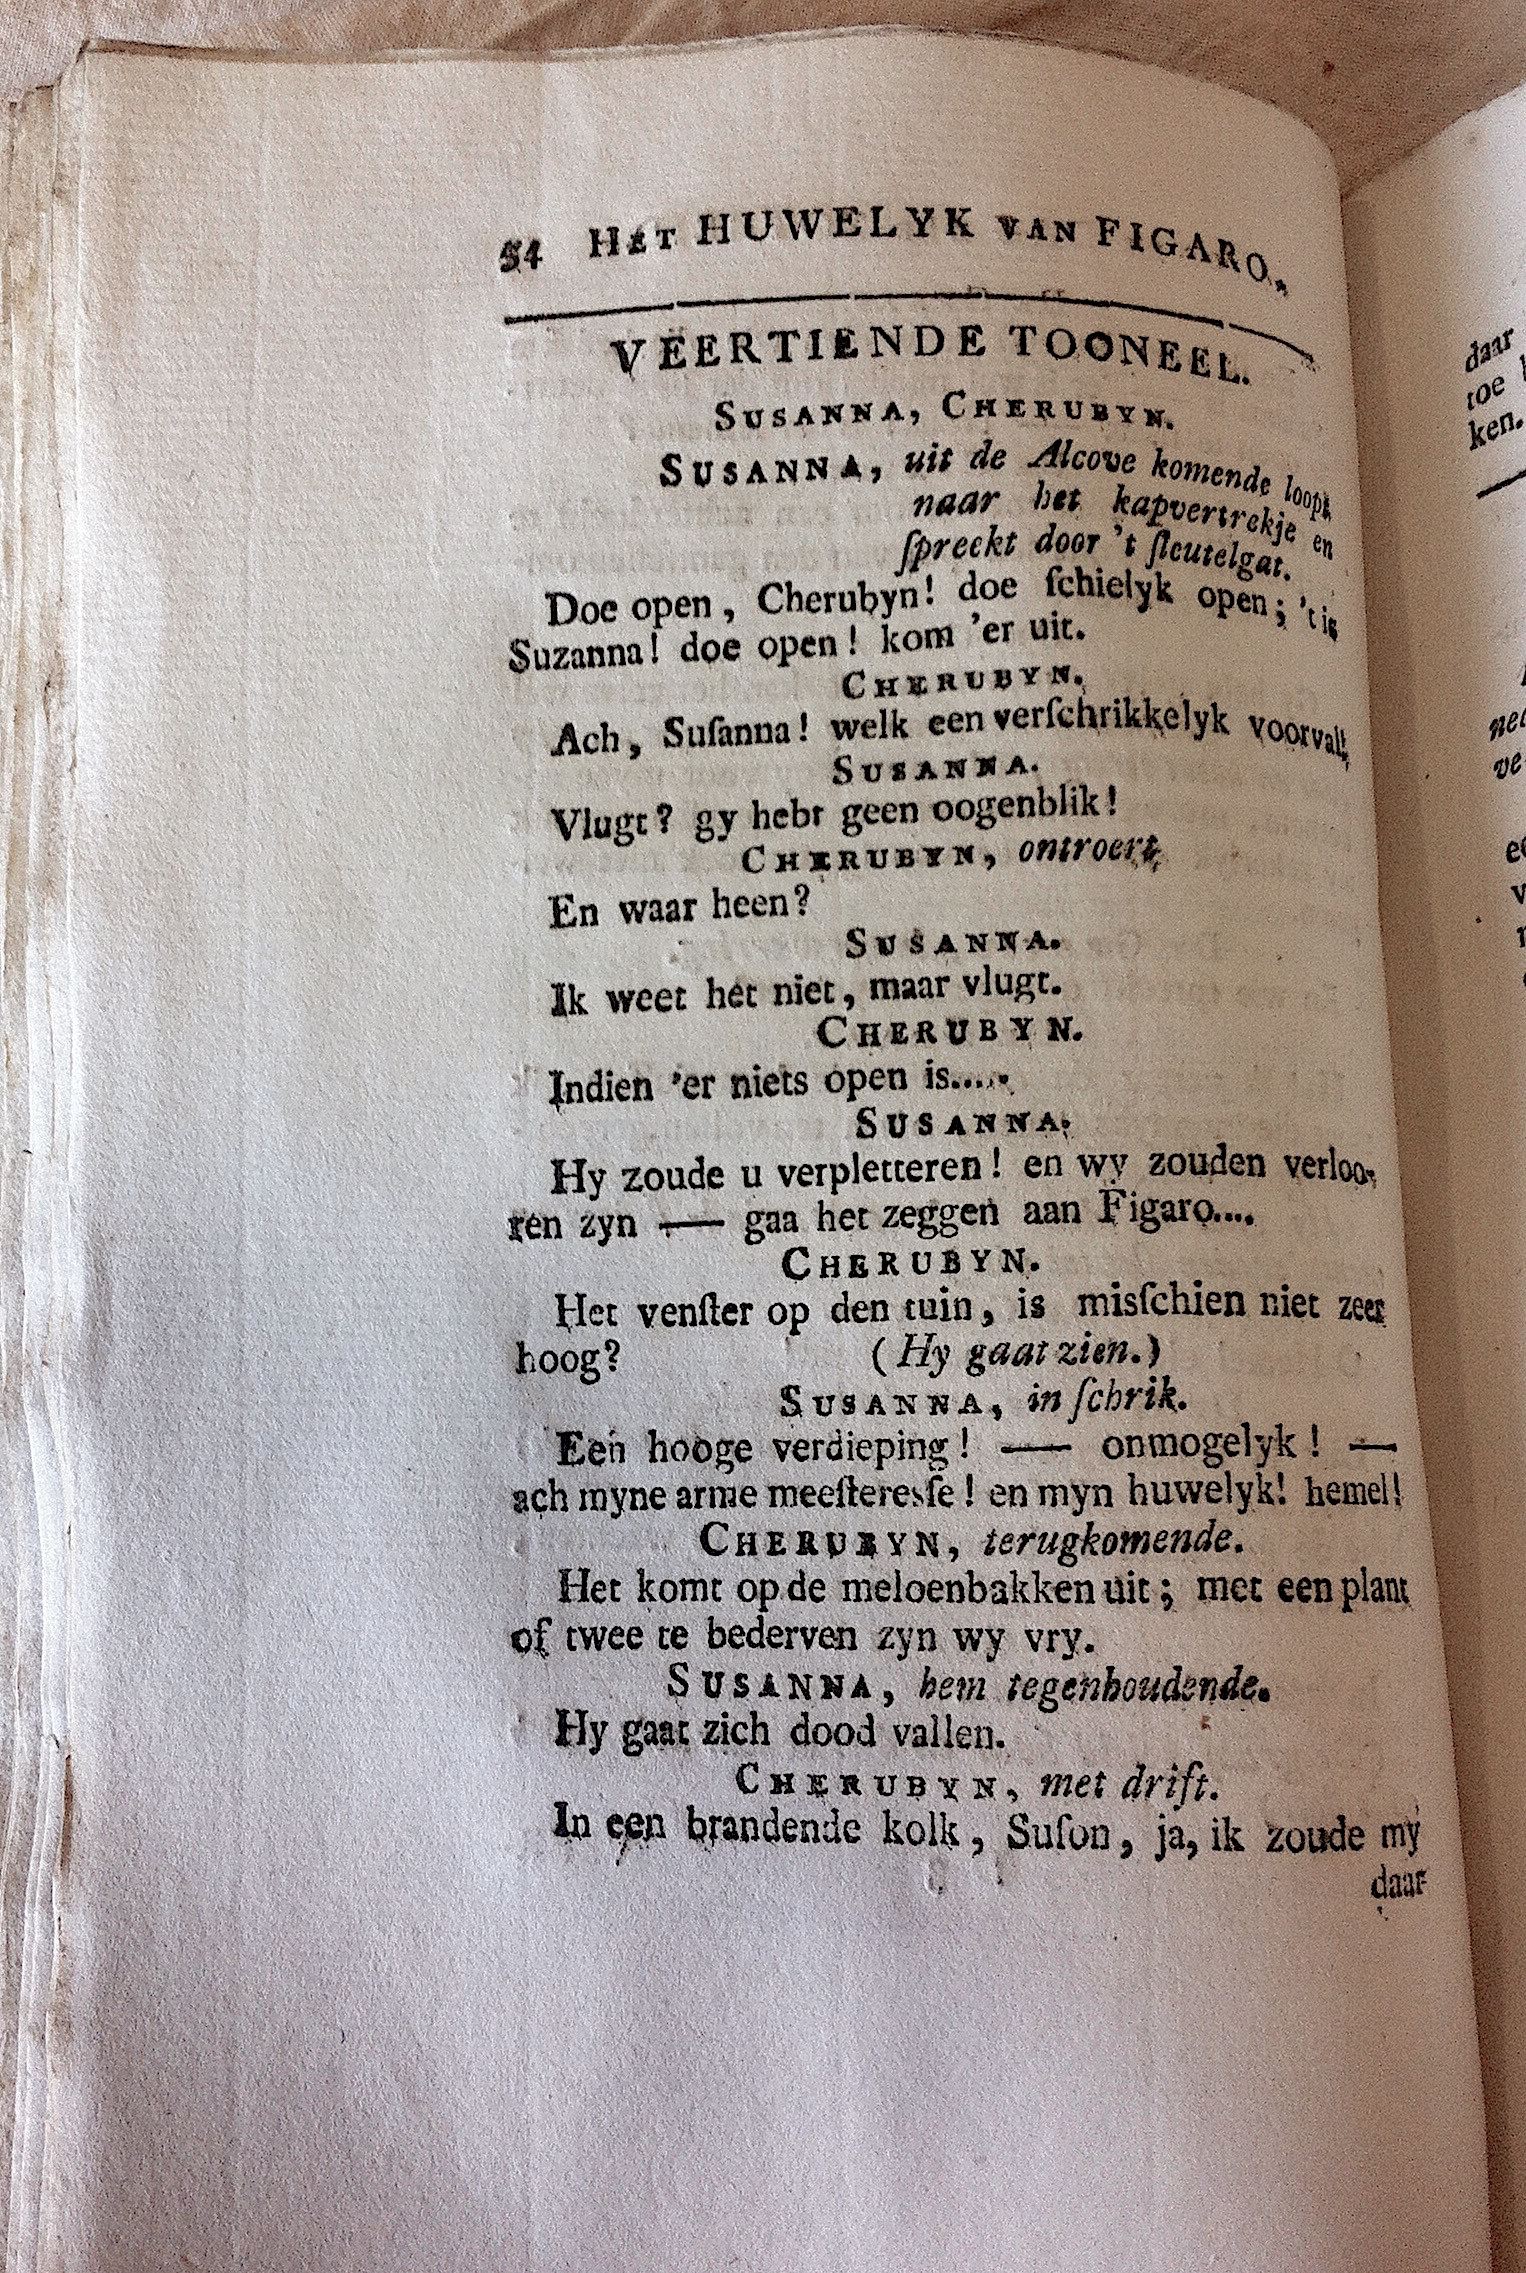 54 HET HUWELYK VAN FIGARO.
VEERTIENDE TOONEEL.
SUSANNA, CHERUBYN.
SUSANNA, uit de Alcove komende loopt
naar het kapvertrekje en
ſpreekt door 't ſleutelgat.
Doe open, Cherubyn! doe ſchielyk open; 't is
Suzanna! doe open! kom 'er uit.
CHERUBYN.
Ach, Suſanna! welk een verſchrikkelyk voorval!
SUSANNA.
Vlugt? gy hebt geen oogenblik!
CHERUBYN, ontroert.
En waar heen?
SUSANNA.
Ik weet het niet, maar vlugt.
CHERUBYN.
Indien 'er niets open is.....
SUSANNA.
Hy zoude u verpletteren! en wy zouden verloo-
ren zyn —— gaa het zeggen aan Figaro....
CHERUBYN.
Het venſter op den tuin, is misſchien niet zeer
hoog? (Hy gaat zien.)
SUSANNA, in ſchrik.
Een hooge verdieping! —— onmogelyk! —
ach myne arme meeſteresſe! en myn huwelyk! hemel!
CHERUBYN, terugkomende.
Het komt op de meloenbakken uit; met een plant
of twee te bederven zyn wy vry.
SUSANNA, hem tegenhoudende.
Hy gaat zich dood vallen.
CHERUBYN, met drift.
In een brandende kolk, Suſon, ja, ik zoude my
daar
daar
toe
ken.